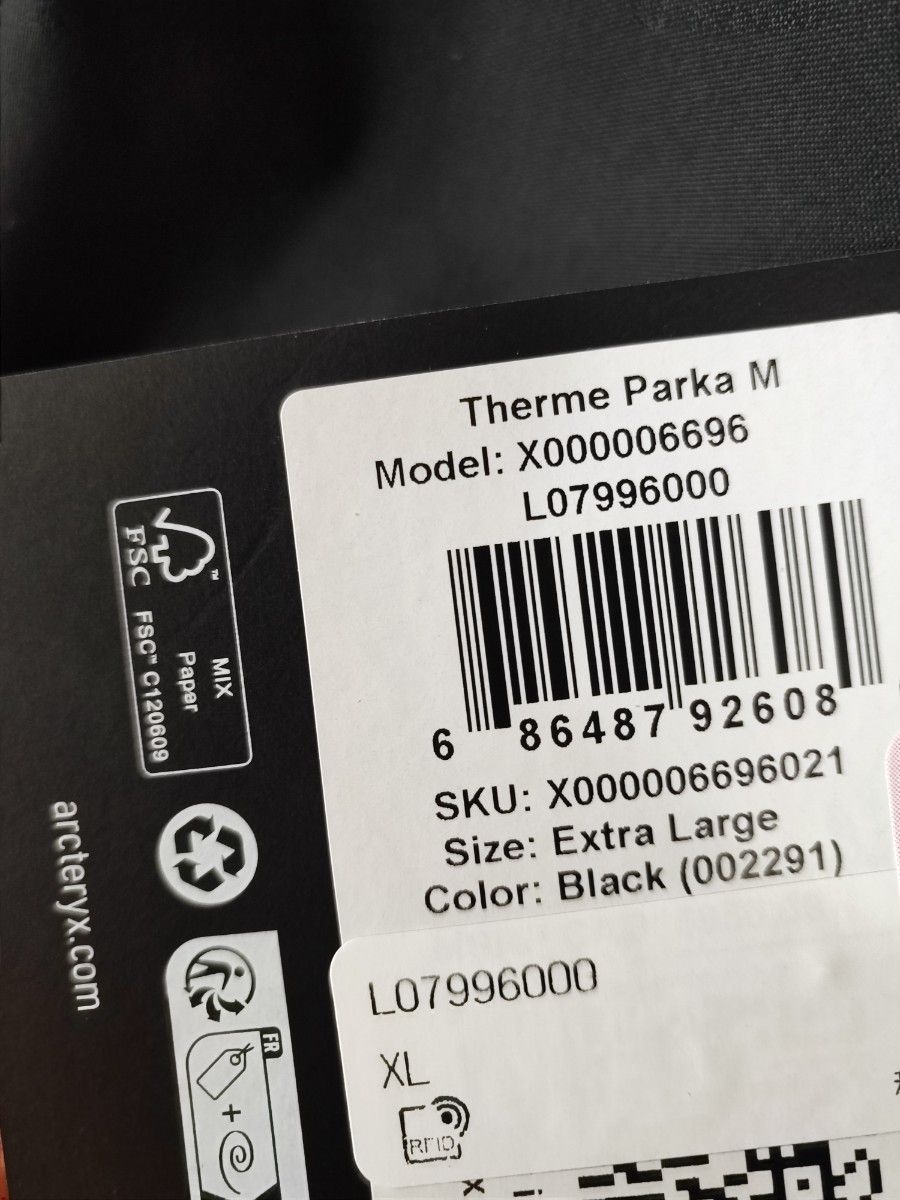 Therme Parka M
Model: X000006696
L07996000
6 86487 92608
SKU: X000006696021
Size: Extra Large
Color: Black (002291)
L07996000
XL
RFID
FSC
™
MIX
Paper
FSC™ C120609
arcteryx.com
FR
+